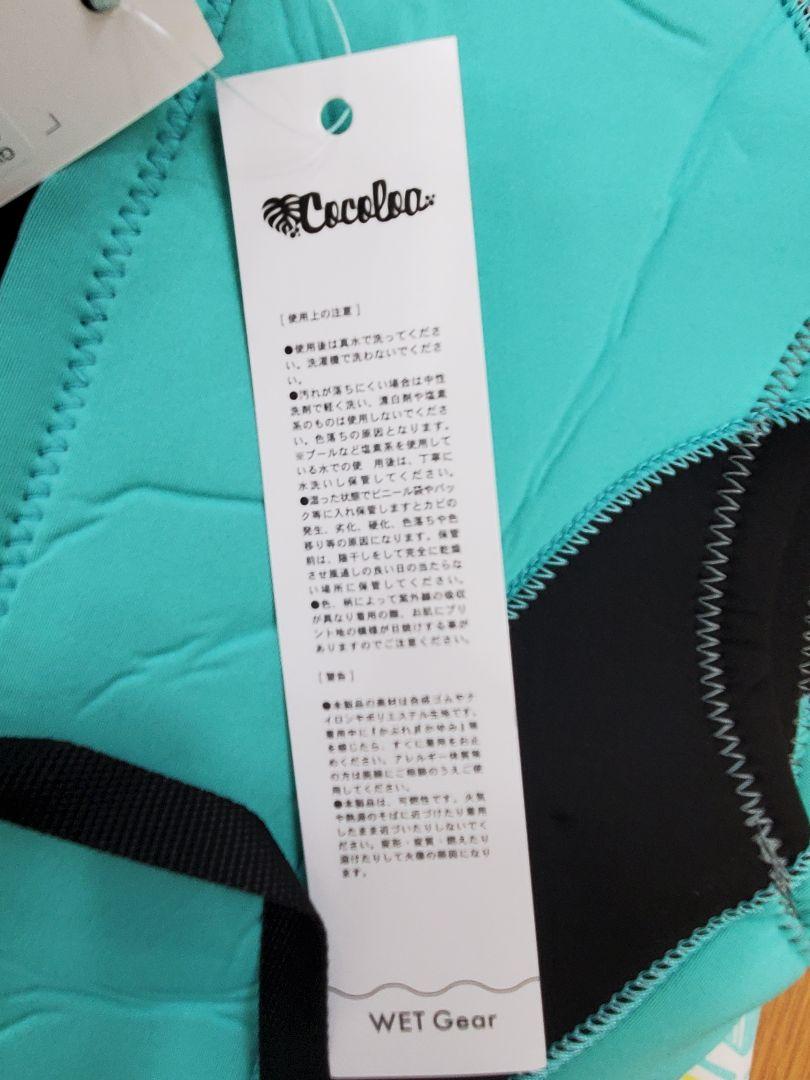 Cocoloa
[使用上の注意]
●使用後は真水で洗ってくださ
い。洗濯機で洗わないでくださ
い。
●汚れが落ちにくい場合は中性
洗剤で軽く洗い、漂白剤や塩素
系のものは使用しないでくださ
い。色落ちの原因となります。
※プールなど塩素系を使用して
いる水での使 用後は、丁寧に
水洗いし保管してください。
●湿った状態でビニール袋やバッ
ク等に入れ保管しますとカビの
発生、劣化、硬化、色落ちや色
移り等の原因になります。保管
前は、陰干しをして完全に乾燥
させ風通しの良い日の当たらな
い場所に保管してください。
●色、柄によって紫外線の吸収
が異なり着用の際、お肌にプリ
ント地の模様が日焼けする事が
ありますのでご注意ください。
[警告]
●本製品の素材は合成ゴムやナ
イロンやポリエステル生地です。
着用中に「かぶれ」「かゆみ」等
を感じたら、すぐに着用をお止
めください。アレルギー体質等
の方は医師にご相談のうえご使
用してください。
●本製品は、可燃性です。火気
や熱源のそばに近づけたり着用
したまま近づいたりしないでく
ださい。変形・変質・燃えたり
溶けたりして火傷の原因になり
ます。
WET Gear